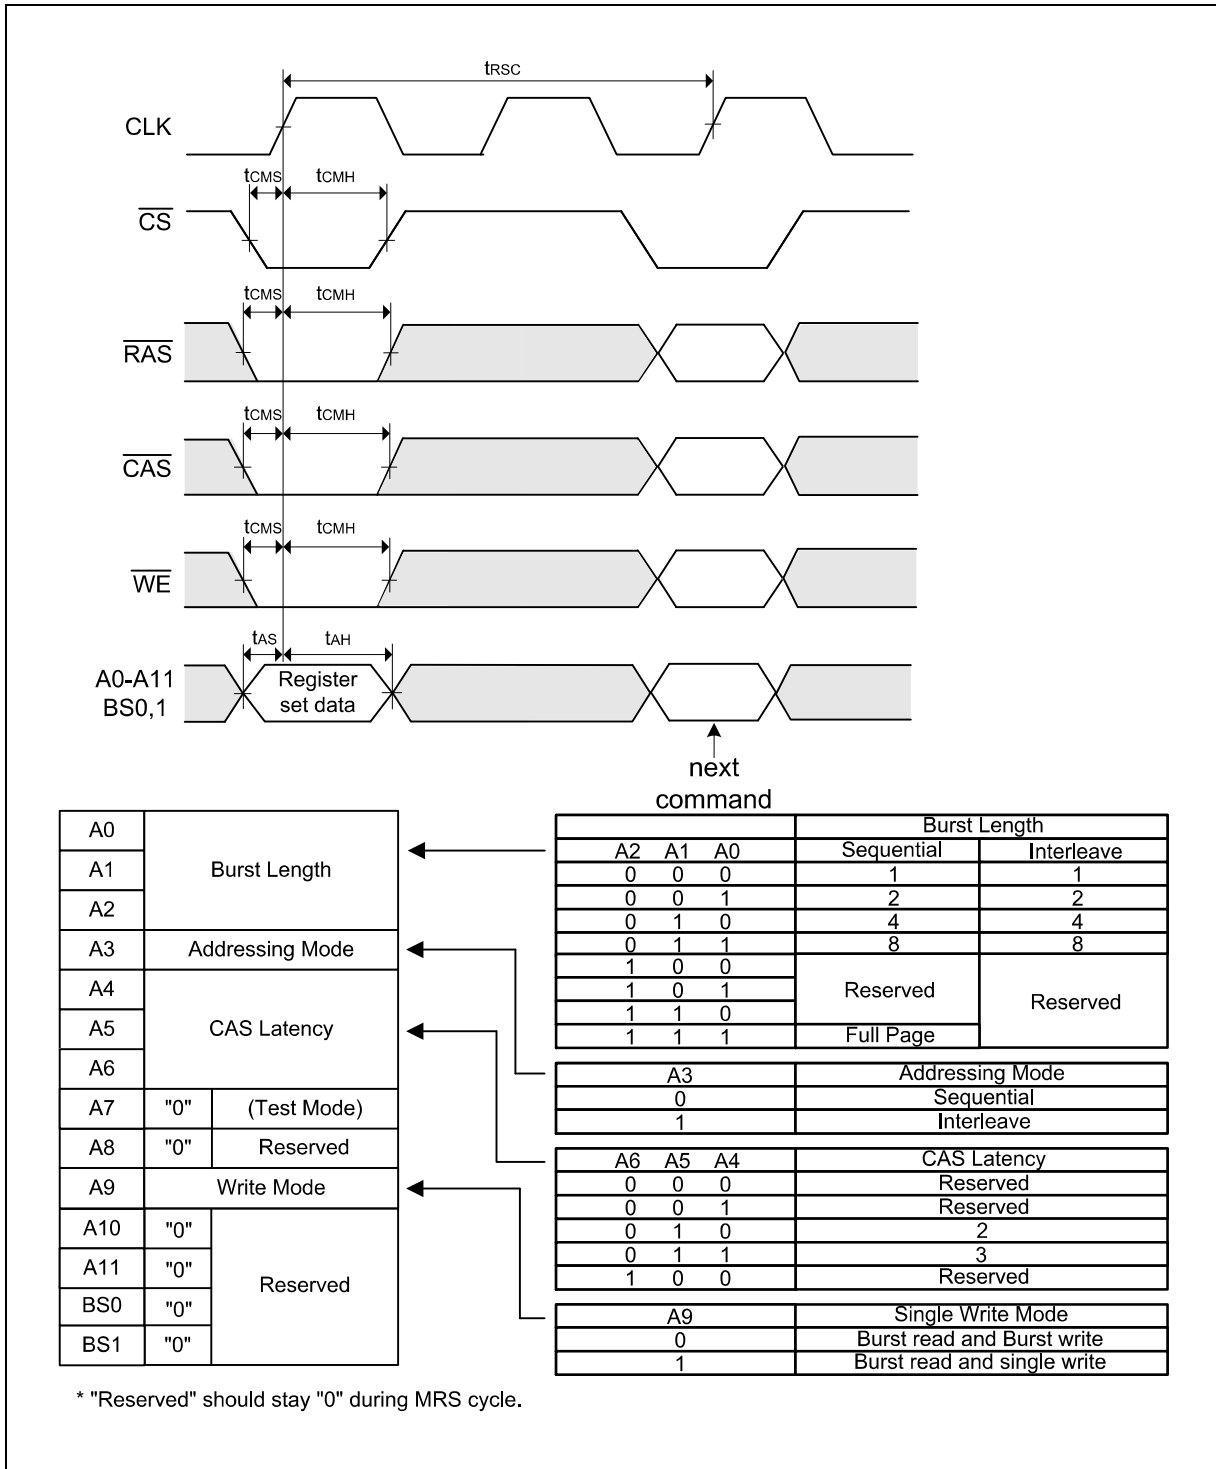 tRSC
CLK
tCMS tCMH
CS
tCMS tCMH
RAS
tCMS tCMH
CAS
tCMS tCMH
WE
tAS tAH
A0-A11
BS0,1
Register
set data
next
command
A0
A1
A2
Burst Length
A3 Addressing Mode
A4
A5
A6
CAS Latency
A7 "0" (Test Mode)
A8 "0" Reserved
A9 Write Mode
A10 "0"
A11 "0"
BS0 "0"
BS1 "0"
Reserved
Burst Length
A2 A1 A0 Sequential Interleave
0 0 0 1 1
0 0 1 2 2
0 1 0 4 4
0 1 1 8 8
1 0 0
1 0 1
1 1 0
Reserved
Reserved
1 1 1 Full Page
A3 Addressing Mode
0 Sequential
1 Interleave
A6 A5 A4 CAS Latency
0 0 0 Reserved
0 0 1 Reserved
0 1 0 2
0 1 1 3
1 0 0 Reserved
A9 Single Write Mode
0 Burst read and Burst write
1 Burst read and single write
* "Reserved" should stay "0" during MRS cycle.